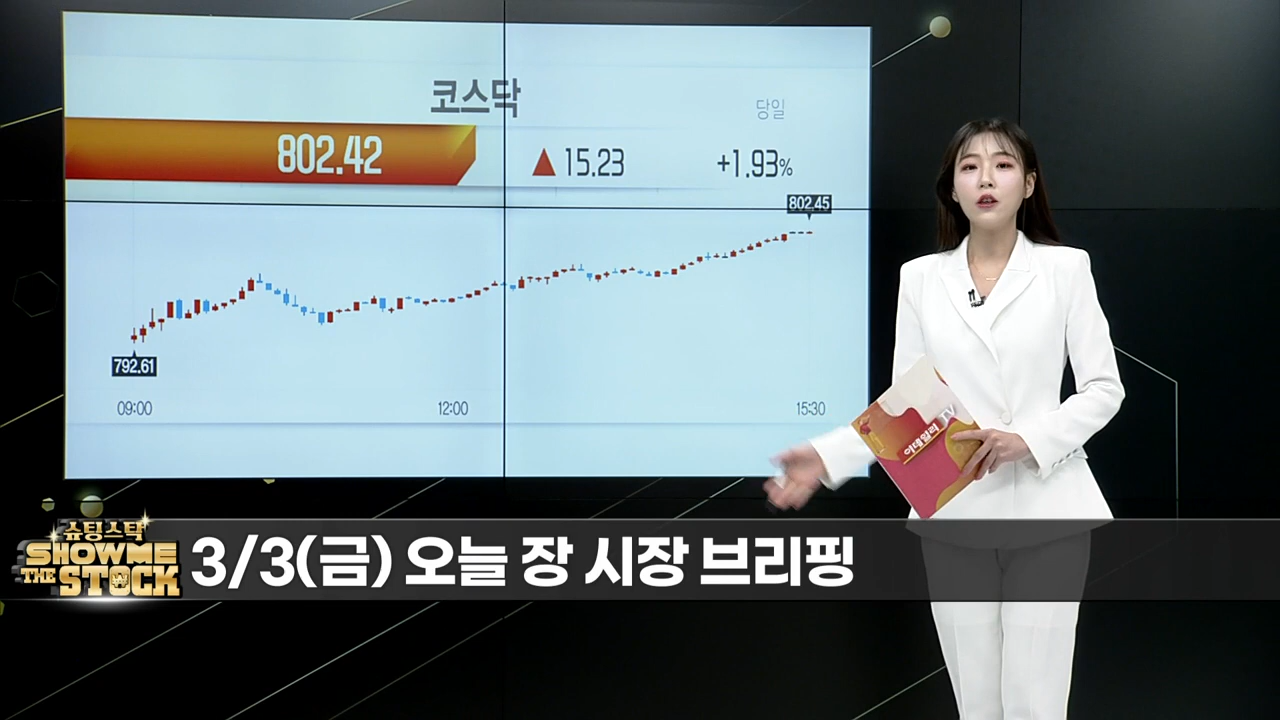 코스닥
당일
802.42
▲ 15.23
+1.93%
802.45
792.61
09:00
12:00
15:30
이데일리 TV
슈팅스탁
SHOW ME
THE STOCK
3/3(금) 오늘 장 시장 브리핑